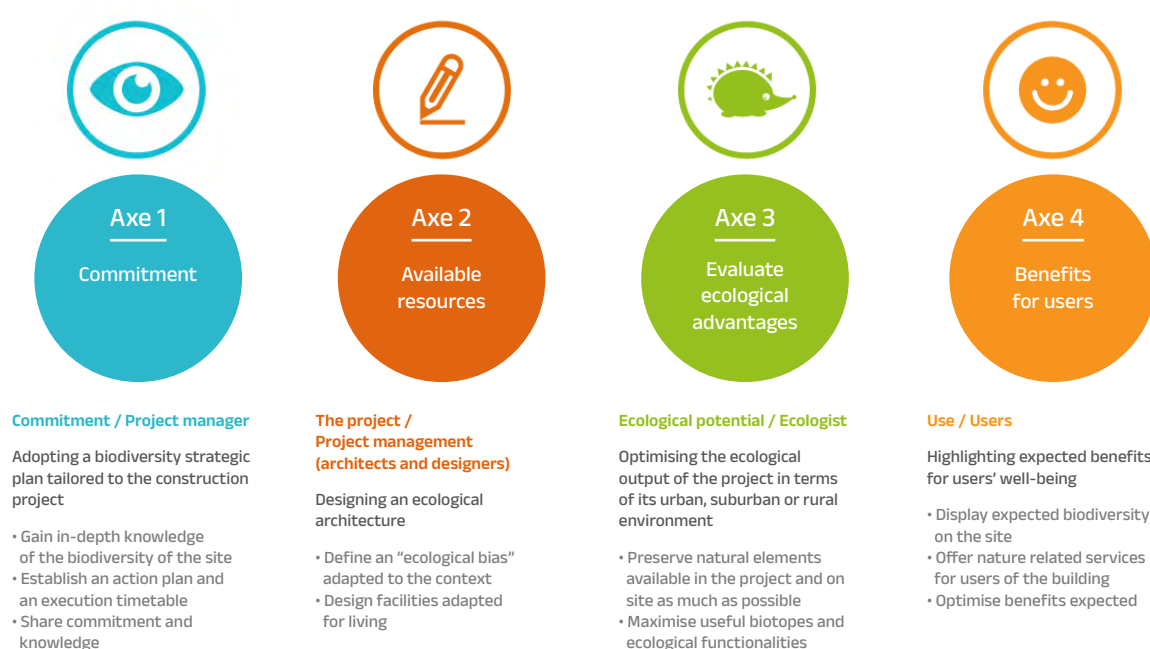 Axe 1
Commitment
Axe 2
Available
resources
Axe 3
Evaluate
ecological
advantages
Axe 4
Benefits
for users
Commitment / Project manager
Adopting a biodiversity strategic
plan tailored to the construction
project
• Gain in-depth knowledge
of the biodiversity of the site
• Establish an action plan and
an execution timetable
• Share commitment and
knowledge
The project /
Project management
(architects and designers)
Designing an ecological
architecture
• Define an “ecological bias”
adapted to the context
• Design facilities adapted
for living
Ecological potential / Ecologist
Optimising the ecological
output of the project in terms
of its urban, suburban or rural
environment
• Preserve natural elements
available in the project and on
site as much as possible
• Maximise useful biotopes and
ecological functionalities
Use / Users
Highlighting expected benefits
for users’ well-being
• Display expected biodiversity
on the site
• Offer nature related services
for users of the building
• Optimise benefits expected